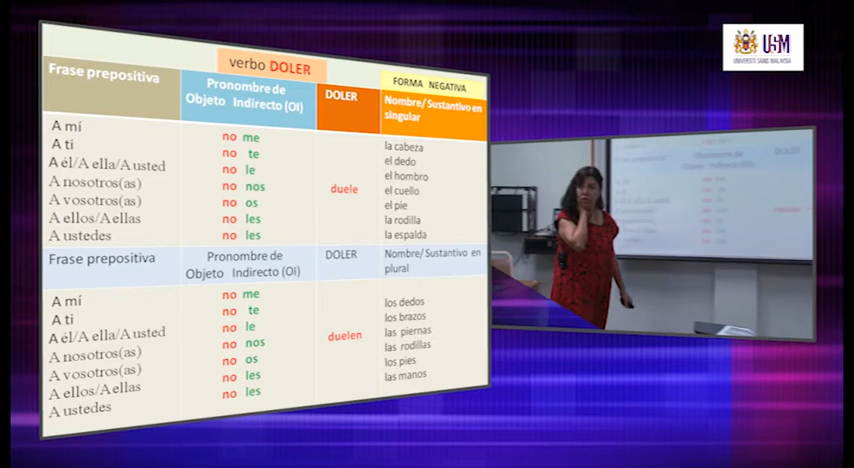 verbo DOLER
FORMA NEGATIVA
Frase prepositiva
Pronombre de
Objeto Indirecto (OI)
DOLER
Nombre/ Sustantivo en
singular
A mí
A ti
A él/A ella/A usted
A nosotros(as)
A vosotros(as)
A ellos/A ellas
A ustedes
no me
no te
no le
no nos
no os
no les
no les
duele
la cabeza
el dedo
el hombro
el cuello
el pie
la rodilla
la espalda
Frase prepositiva
Pronombre de
Objeto Indirecto (OI)
DOLER
Nombre/ Sustantivo en
plural
A mí
A ti
A él/A ella/A usted
A nosotros(as)
A vosotros(as)
A ellos/A ellas
A ustedes
no me
no te
no le
no nos
no os
no les
no les
duelen
los dedos
los brazos
las piernas
las rodillas
los pies
las manos
USM
UNIVERSITI SAINS MALAYSIA
DOLER